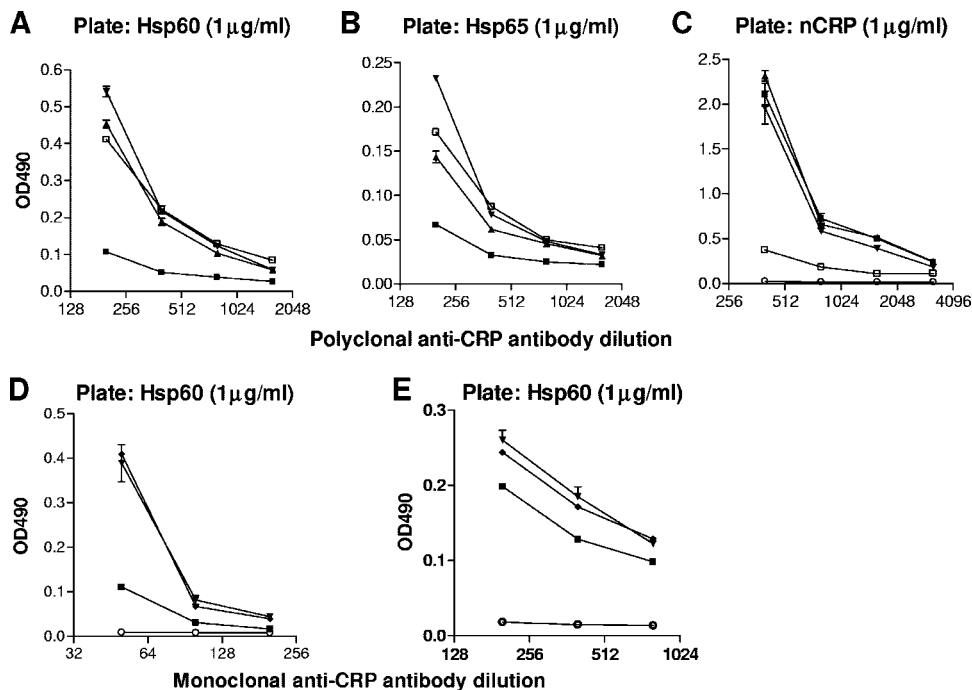 A Plate: Hsp60 (1µg/ml)
B Plate: Hsp65 (1µg/ml)
C Plate: nCRP (1µg/ml)
OD490
0.6
0.5
0.4
0.3
0.2
0.1
0.0
128 256 512 1024 2048
0.25
0.20
0.15
0.10
0.05
0.00
128 256 512 1024 2048
2.5
2.0
1.5
1.0
0.5
0.0
256 512 1024 2048 4096
Polyclonal anti-CRP antibody dilution
D Plate: Hsp60 (1µg/ml)
E Plate: Hsp60 (1µg/ml)
OD490
0.5
0.4
0.3
0.2
0.1
0.0
32 64 128 256
OD490
0.3
0.2
0.1
0.0
128 256 512 1024
Monoclonal anti-CRP antibody dilution